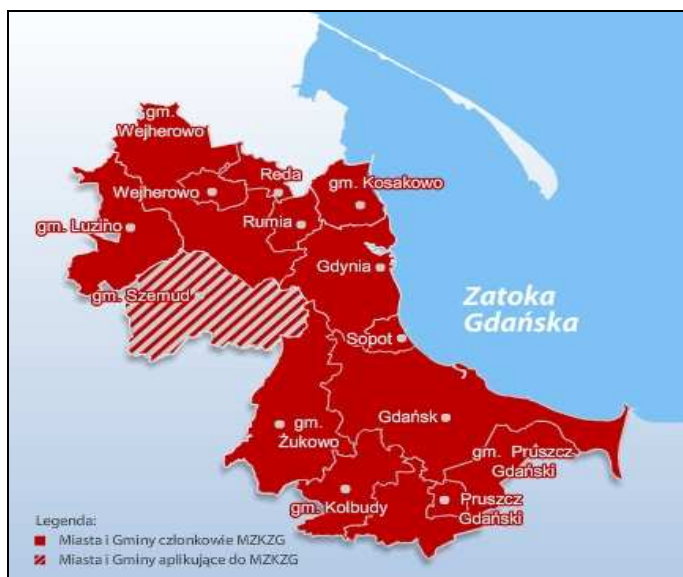 gm.
Wejherowo
Reda
Wejherowo
gm. Kosakowo
gm. Luzino
Rumia
Gdynia
gm. Szemud
Zatoka
Gdańska
Sopot
Gdańsk
gm.
Żukowo
gm. Pruszcz
Gdański
gm. Kolbudy
Pruszcz
Gdański
Legenda:
Miasta i Gminy członkowie MZKZG
Miasta i Gminy aplikujące do MZKZG